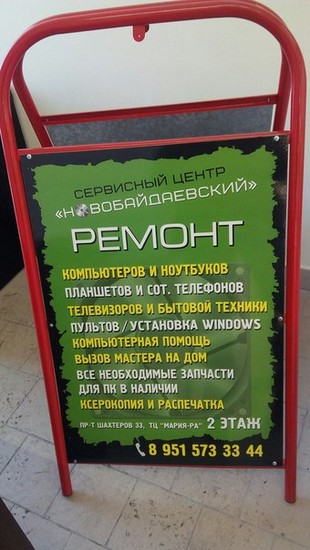 СЕРВИСНЫЙ ЦЕНТР
«НОВОБАЙДАЕВСКИЙ»
РЕМОНТ
КОМПЬЮТЕРОВ И НОУТБУКОВ
ПЛАНШЕТОВ И СОТ. ТЕЛЕФОНОВ
ТЕЛЕВИЗОРОВ И БЫТОВОЙ ТЕХНИКИ
ПУЛЬТОВ / УСТАНОВКА WINDOWS
КОМПЬЮТЕРНАЯ ПОМОЩЬ
ВЫЗОВ МАСТЕРА НА ДОМ
ВСЕ НЕОБХОДИМЫЕ ЗАПЧАСТИ
ДЛЯ ПК В НАЛИЧИИ
КСЕРОКОПИЯ И РАСПЕЧАТКА
ПР-Т ШАХТЕРОВ 33, ТЦ "МАРИЯ-РА" 2 ЭТАЖ
8 951 573 33 44